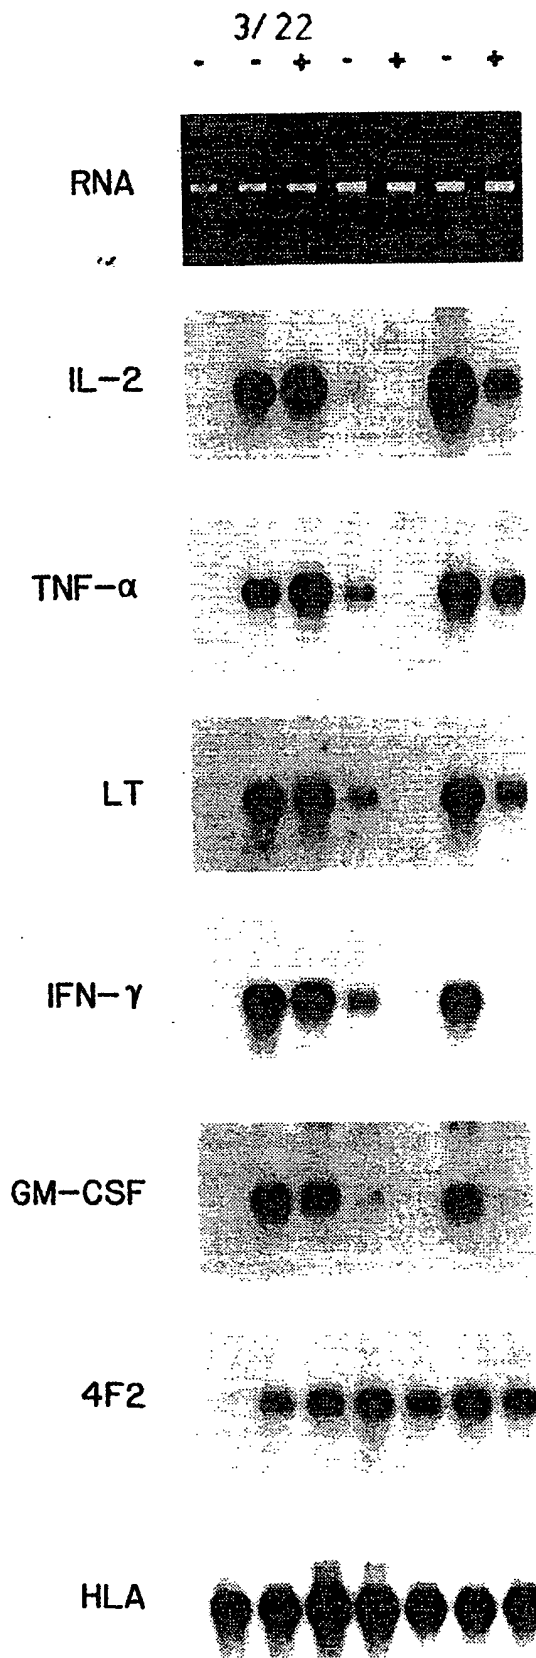 3/22
- - + - + - +
RNA
IL-2
TNF-α
LT
IFN-γ
GM-CSF
4F2
HLA